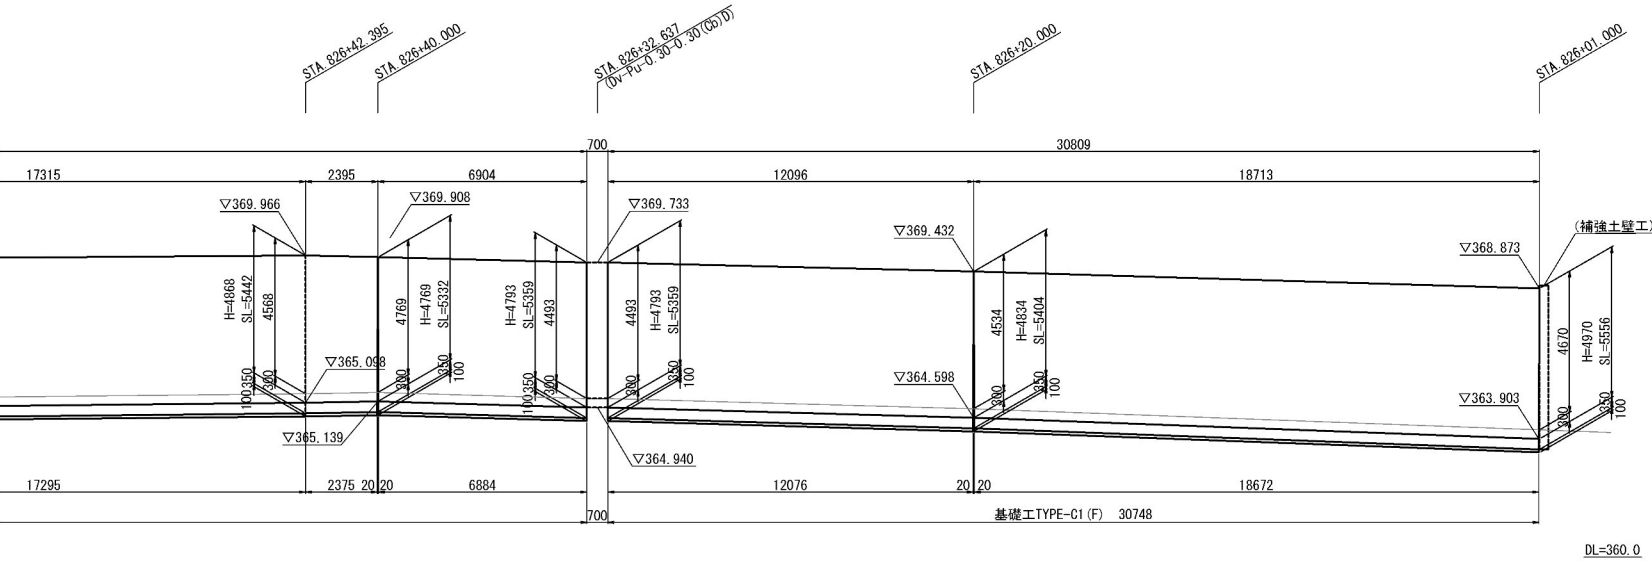 STA. 826+42. 395
STA. 826+40. 000
STA. 826+32. 637
(Dv-Pu-0. 30-0. 30(Cb)D)
STA. 826+20. 000
STA. 826+01. 000
700
30809
17315
2395
6904
12096
18713
▽369. 966
▽369. 908
▽369. 733
▽369. 432
▽368. 873
(補強土壁工)
H=4868
SL=5442
4568
350
100
300
4769
H=4769
SL=5332
300
350
100
H=4793
SL=5359
4493
350
100
300
4493
H=4793
SL=5359
300
350
100
4534
H=4834
SL=5404
300
350
100
4670
H=4970
SL=5556
300
350
100
▽365. 098
▽365. 139
▽364. 940
▽364. 598
▽363. 903
17295
2375
20
20
6884
12076
20
20
18672
700
基礎工TYPE-C1(F) 30748
DL=360. 0